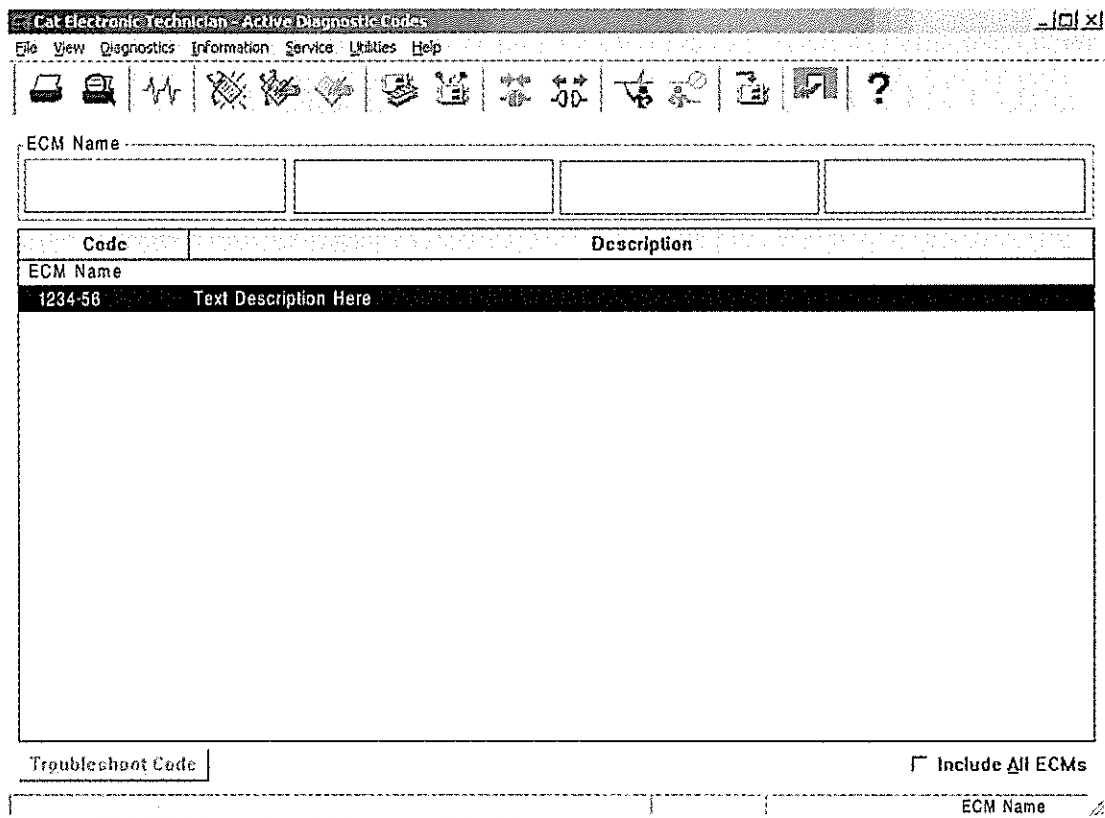 Cat Electronic Technician - Active Diagnostic Codes
File View Diagnostics Information Service Utilities Help
?
ECM Name
Code Description
ECM Name
1234-56 Text Description Here
Troubleshoot Code Include All ECMs
ECM Name